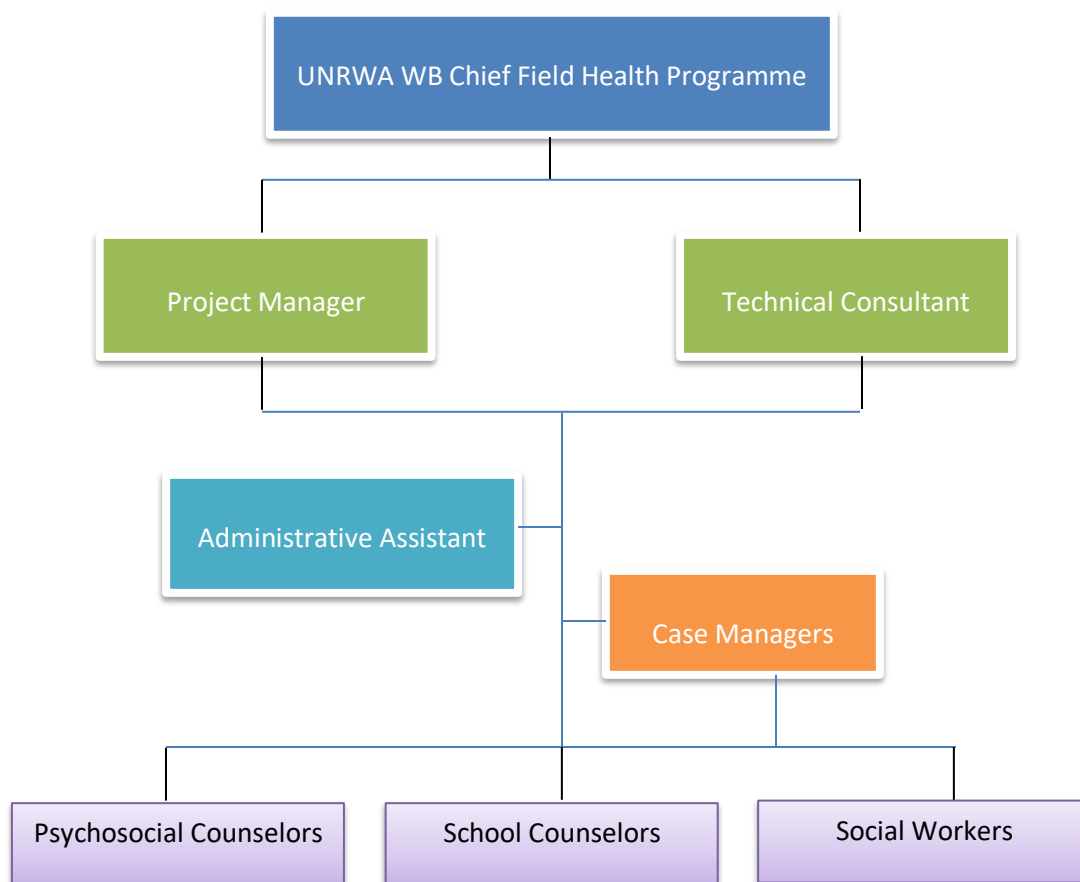 UNRWA WB Chief Field Health Programme
Project Manager
Technical Consultant
Administrative Assistant
Case Managers
Psychosocial Counselors
School Counselors
Social Workers